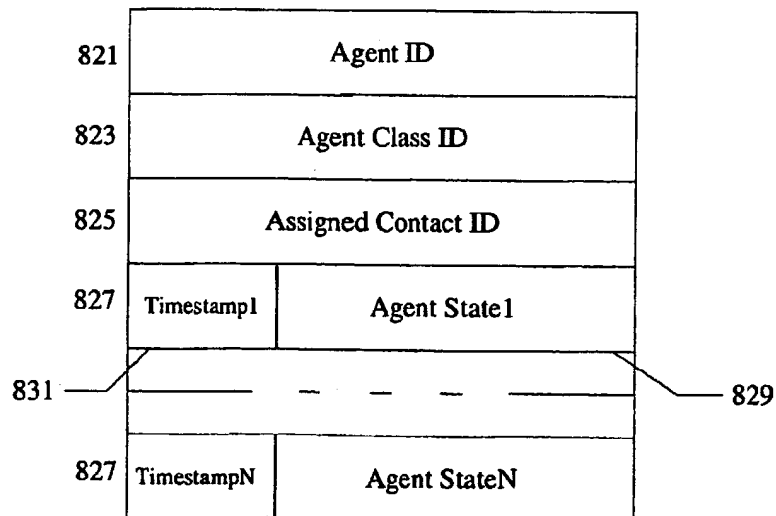 821 Agent ID
823 Agent Class ID
825 Assigned Contact ID
827 Timestamp1 Agent State1
831 829
827 TimestampN Agent StateN